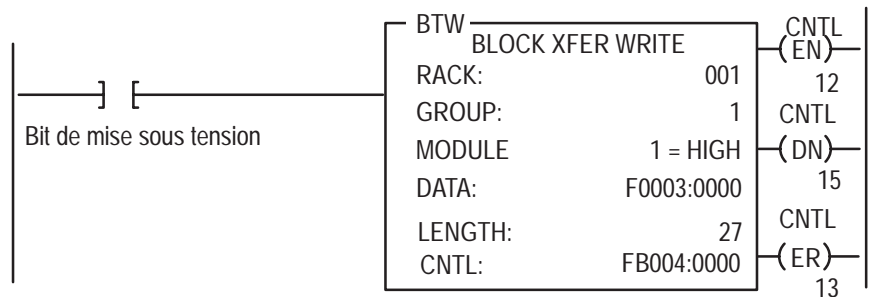 BTW
BLOCK XFER WRITE
RACK: 001
GROUP: 1
MODULE 1 = HIGH
DATA: F0003:0000
LENGTH: 27
CNTL: FB004:0000
Bit de mise sous tension
CNTL
(EN)
12
CNTL
(DN)
15
CNTL
(ER)
13